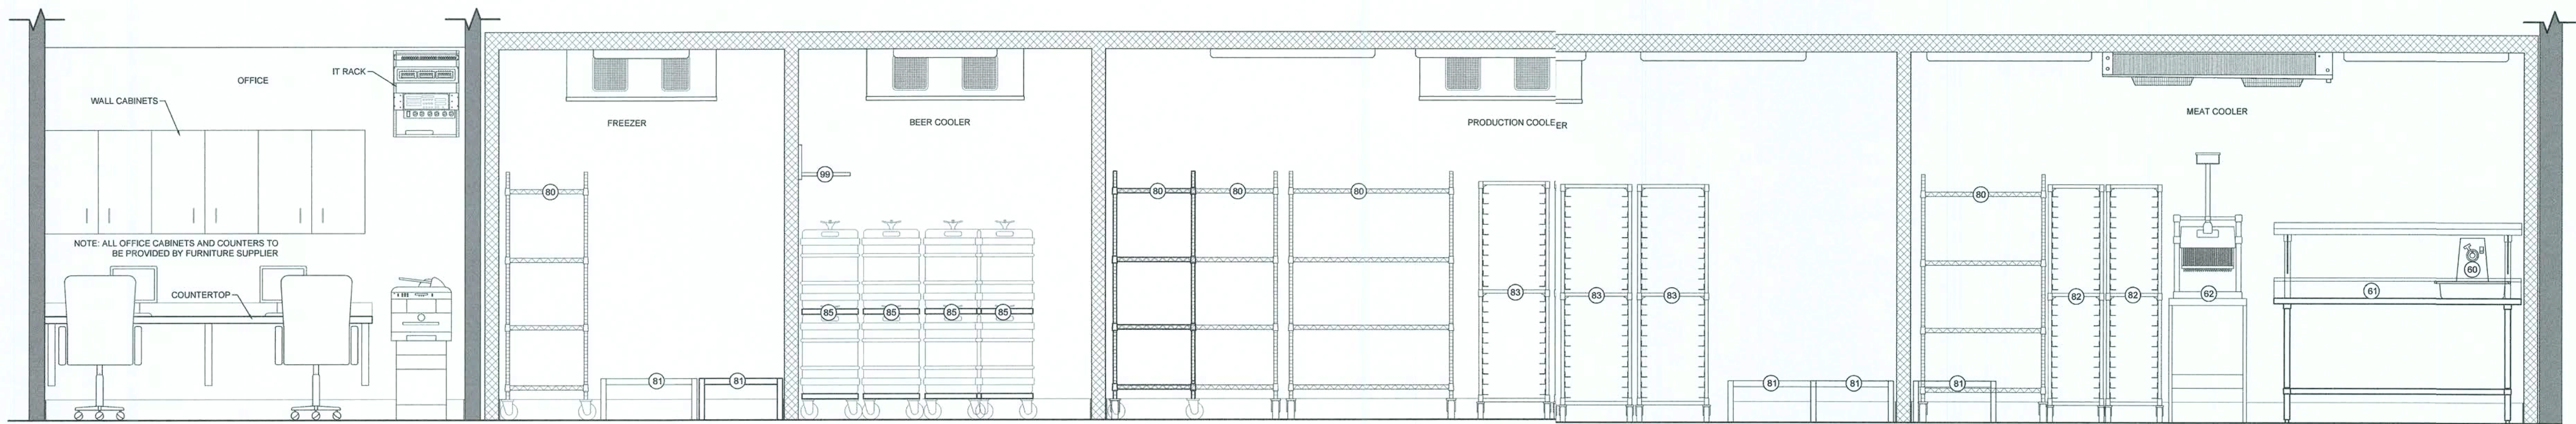 OFFICE
IT RACK
WALL CABINETS
NOTE: ALL OFFICE CABINETS AND COUNTERS TO
BE PROVIDED BY FURNITURE SUPPLIER
COUNTERTOP
FREEZER
80
81
81
BEER COOLER
99
85
85
85
85
PRODUCTION COOLER
80
80
80
83
83
83
81
81
MEAT COOLER
80
81
82
82
62
61
60